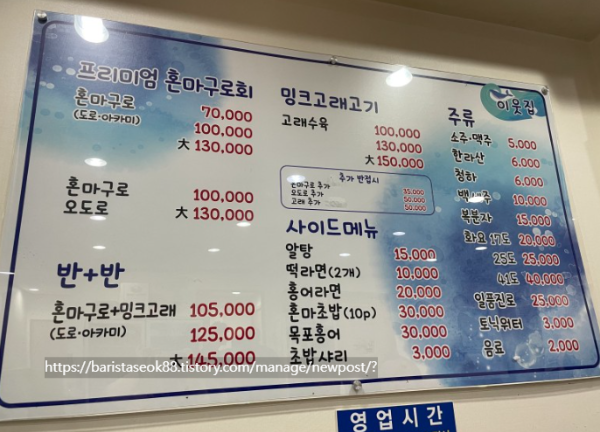 프리미엄 혼마구로회
혼마구로 70,000
(도로·아카미) 100,000
大 130,000
혼마구로 100,000
오도로 大 130,000
반+반
혼마구로+밍크고래 105,000
(도로·아카미) 125,000
大 145,000
밍크고래고기
고래수육 100,000
130,000
大 150,000
추가 반접시
혼마구로 추가 35,000
오도로 추가 50,000
고래 추가 50,000
사이드메뉴
알탕 15,000
떡라면(2개) 10,000
홍어라면 20,000
혼마초밥(10p) 30,000
목포홍어 30,000
초밥샤리 3,000
이웃집
주류
소주·맥주 5,000
한라산 6,000
청하 6,000
백세주 10,000
복분자 15,000
화요 17도 20,000
25도 25,000
41도 40,000
일품진로 25,000
토닉워터 3,000
음료 2,000
https://baristaseok88.tistory.com/manage/newpost/?
영업시간